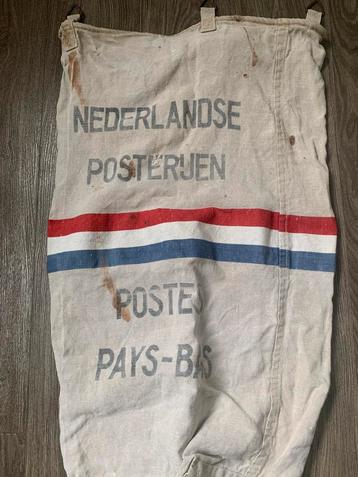 NEDERLANDSE
POSTERIJEN
POSTES
PAYS-BAS